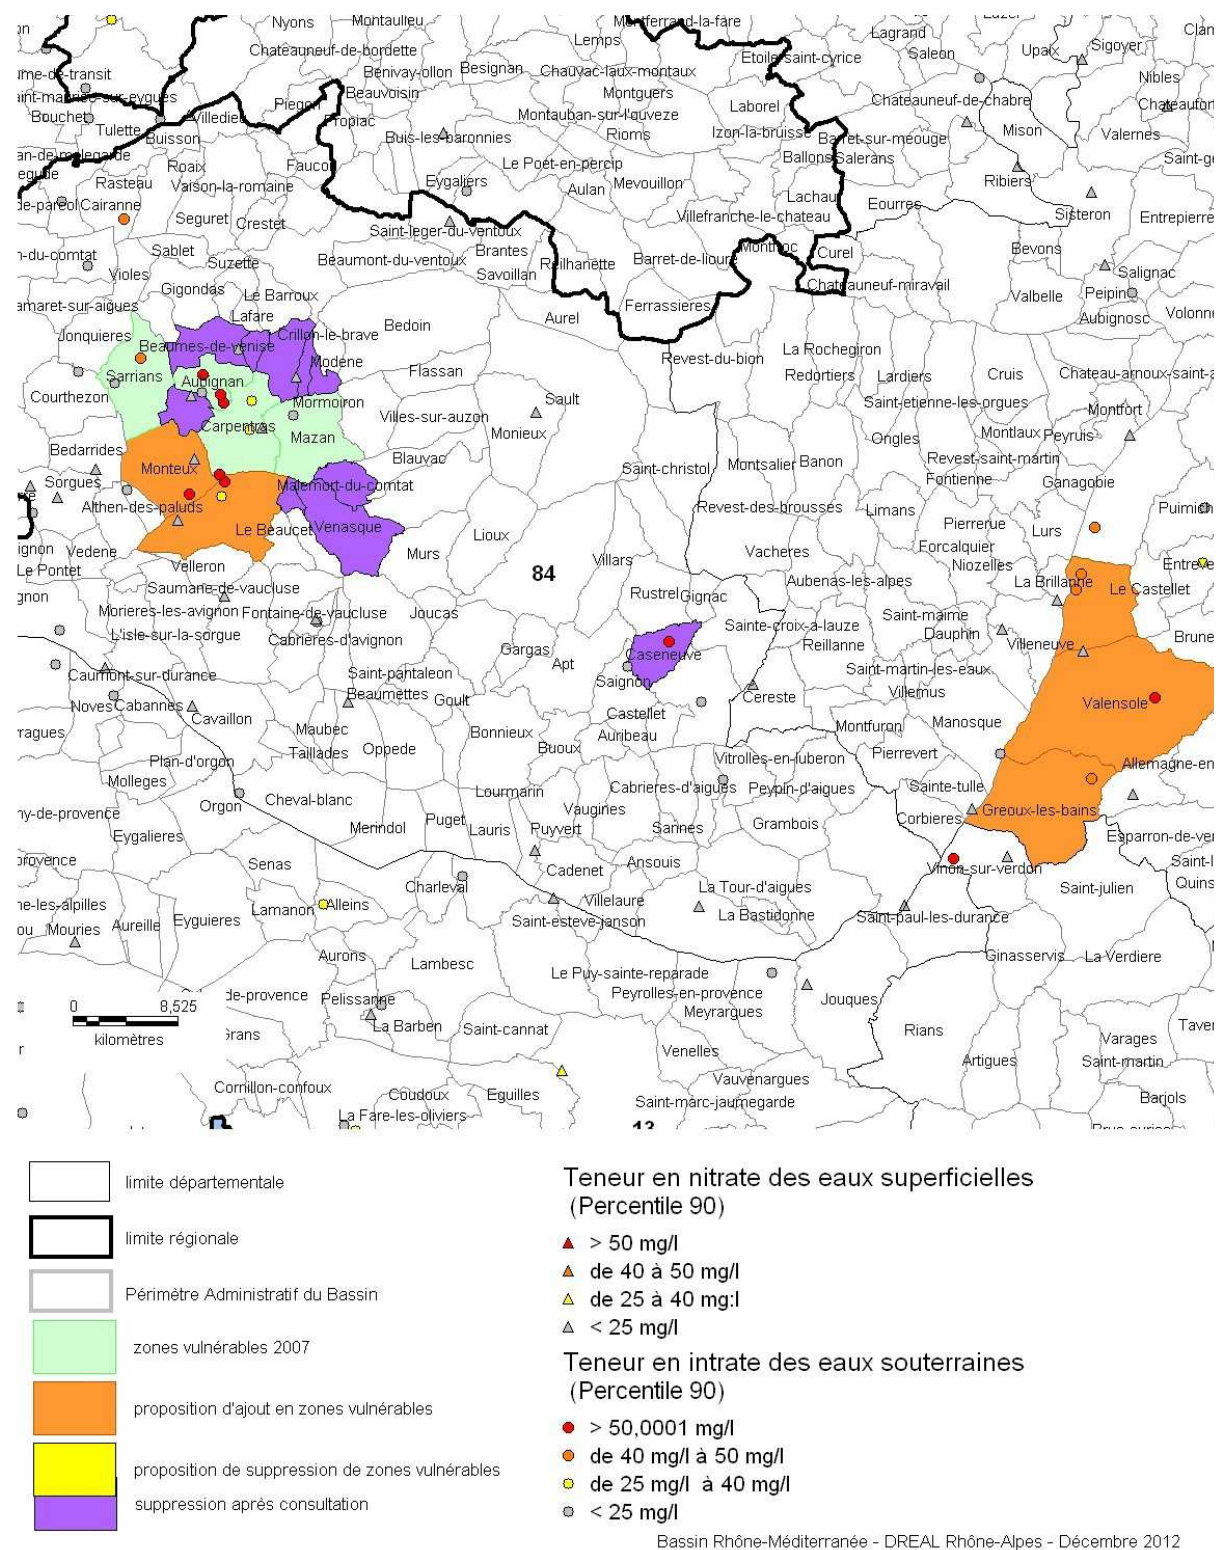 Nyons
Montaulieu
Montferrand-la-fare
Lemps
Lagrand
Chateauneuf-de-bordette
Etoile-saint-cyrice
Saleon
Upaix
Sigoyer
Benivay-ollon
Besignan
Chauvac-laux-montaux
Nibles
Beauvoisin
Montguers
Piegon
Laborel
Chateauneuf-de-chabre
Bouchet
Tulette
Villedieu
Propiac
Montauban-sur-l'ouveze
Buisson
Buis-les-baronnies
Rioms
Izon-la-bruisse
Barret-sur-meouge
Mison
Valernes
Roaix
Faucon
Le Poet-en-percip
Ballons
Salerans
Rasteau
Vaison-la-romaine
Eygaliers
Aulan
Mevouillon
Ribiers
Cairanne
Lachau
Eourres
Seguret
Crestet
Villefranche-le-chateau
Sisteron
Entrepierre
Saint-leger-du-ventoux
Sablet
Suzette
Beaumont-du-ventoux
Brantes
Reilhanette
Barret-de-lioure
Montfroc
Curel
Bevons
Violes
Savoillan
Salignac
Gigondas
Le Barroux
Chateauneuf-miravail
Valbelle
Peipin
Lafare
Ferrassieres
Aubignosc
Volonne
Jonquieres
Aurel
Bedoin
Beaumes-de-venise
Crillon-le-brave
Modene
Revest-du-bion
La Rochegiron
Sarrians
Aubignan
Flassan
Redortiers
Lardiers
Cruis
Courthezon
Mormoiron
Villes-sur-auzon
Sault
Saint-etienne-les-orgues
Montfort
Carpentras
Mazan
Monieux
Ongles
Montlaux
Peyruis
Bedarrides
Monteux
Blauvac
Saint-christol
Montsalier
Banon
Revest-saint-martin
Fontienne
Ganagobie
Sorgues
Malemort-du-comtat
Althen-des-paluds
Le Beaucet
Venasque
Lioux
Revest-des-brousses
Limans
Pierrerue
Lurs
Vedene
Murs
Villars
Vacheres
Forcalquier
Niozelles
Le Pontet
Velleron
84
Aubenas-les-alpes
La Brillanne
Le Castellet
Saumane-de-vaucluse
Rustrel
Gignac
Morieres-les-avignon
Fontaine-de-vaucluse
Joucas
Sainte-croix-a-lauze
Saint-maime
Dauphin
L'isle-sur-la-sorgue
Cabrieres-d'avignon
Gargas
Apt
Caseneuve
Reillanne
Villeneuve
Caumont-sur-durance
Saint-pantaleon
Saignon
Saint-martin-les-eaux
Villemus
Noves
Cabannes
Beaumettes
Goult
Cereste
Valensole
Cavaillon
Castellet
Maubec
Bonnieux
Auribeau
Montfuron
Manosque
Taillades
Oppede
Buoux
Pierrevert
Plan-d'orgon
Vitrolles-en-luberon
Allemagne-en
Molleges
Lourmarin
Cabrieres-d'aigues
Peypin-d'aigues
Sainte-tulle
Orgon
Cheval-blanc
Vaugines
Greoux-les-bains
Puget
Corbieres
Merindol
Lauris
Puyvert
Sannes
Grambois
Eygalieres
Senas
Cadenet
Ansouis
Vinon-sur-verdon
Charleval
La Tour-d'aigues
Saint-julien
Villelaure
Lamanon
Alleins
La Bastidonne
Mouries
Aureille
Eyguieres
Saint-esteve-janson
Saint-paul-les-durance
Aurons
Lambesc
Ginasservis
La Verdiere
Le Puy-sainte-reparade
Pelissanne
Peyrolles-en-provence
Meyrargues
Jouques
La Barben
Saint-cannat
Rians
Venelles
Varages
Artigues
Saint-martin
Vauvenargues
Cornillon-confoux
Coudoux
Eguilles
Saint-marc-jaumegarde
Barjols
La Fare-les-oliviers
13
0 8,525
kilomètres
limite départementale
limite régionale
Périmètre Administratif du Bassin
zones vulnérables 2007
proposition d'ajout en zones vulnérables
proposition de suppression de zones vulnérables
suppression après consultation
Teneur en nitrate des eaux superficielles
(Percentile 90)
> 50 mg/l
de 40 à 50 mg/l
de 25 à 40 mg:l
< 25 mg/l
Teneur en intrate des eaux souterraines
(Percentile 90)
> 50,0001 mg/l
de 40 mg/l à 50 mg/l
de 25 mg/l à 40 mg/l
< 25 mg/l
Bassin Rhône-Méditerranée - DREAL Rhône-Alpes - Décembre 2012